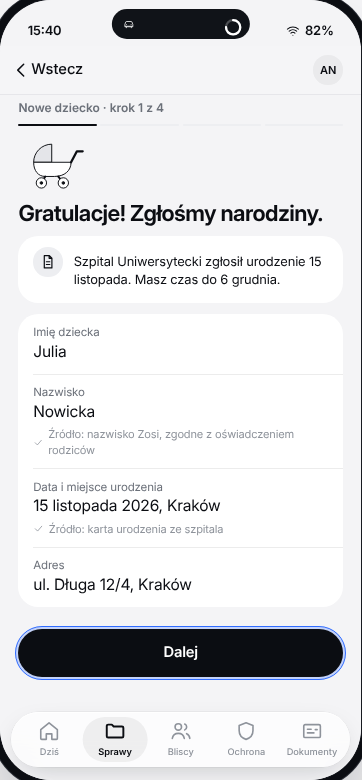 15:40
82%
Wstecz
AN
Nowe dziecko · krok 1 z 4
Gratulacje! Zgłośmy narodziny.
Szpital Uniwersytecki zgłosił urodzenie 15
listopada. Masz czas do 6 grudnia.
Imię dziecka
Julia
Nazwisko
Nowicka
Źródło: nazwisko Zosi, zgodne z oświadczeniem
rodziców
Data i miejsce urodzenia
15 listopada 2026, Kraków
Źródło: karta urodzenia ze szpitala
Adres
ul. Długa 12/4, Kraków
Dalej
Dziś
Sprawy
Bliscy
Ochrona
Dokumenty